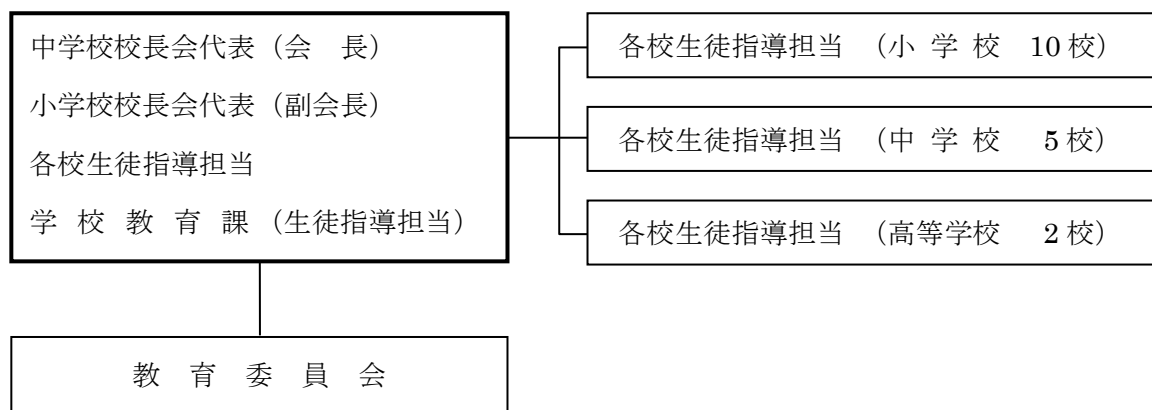 中学校校長会代表（会　長）
小学校校長会代表（副会長）
各校生徒指導担当
学　校　教　育　課（生徒指導担当）
各校生徒指導担当　（小　学　校　10 校）
各校生徒指導担当　（中　学　校　5 校）
各校生徒指導担当　（高等学校　2 校）
教　育　委　員　会